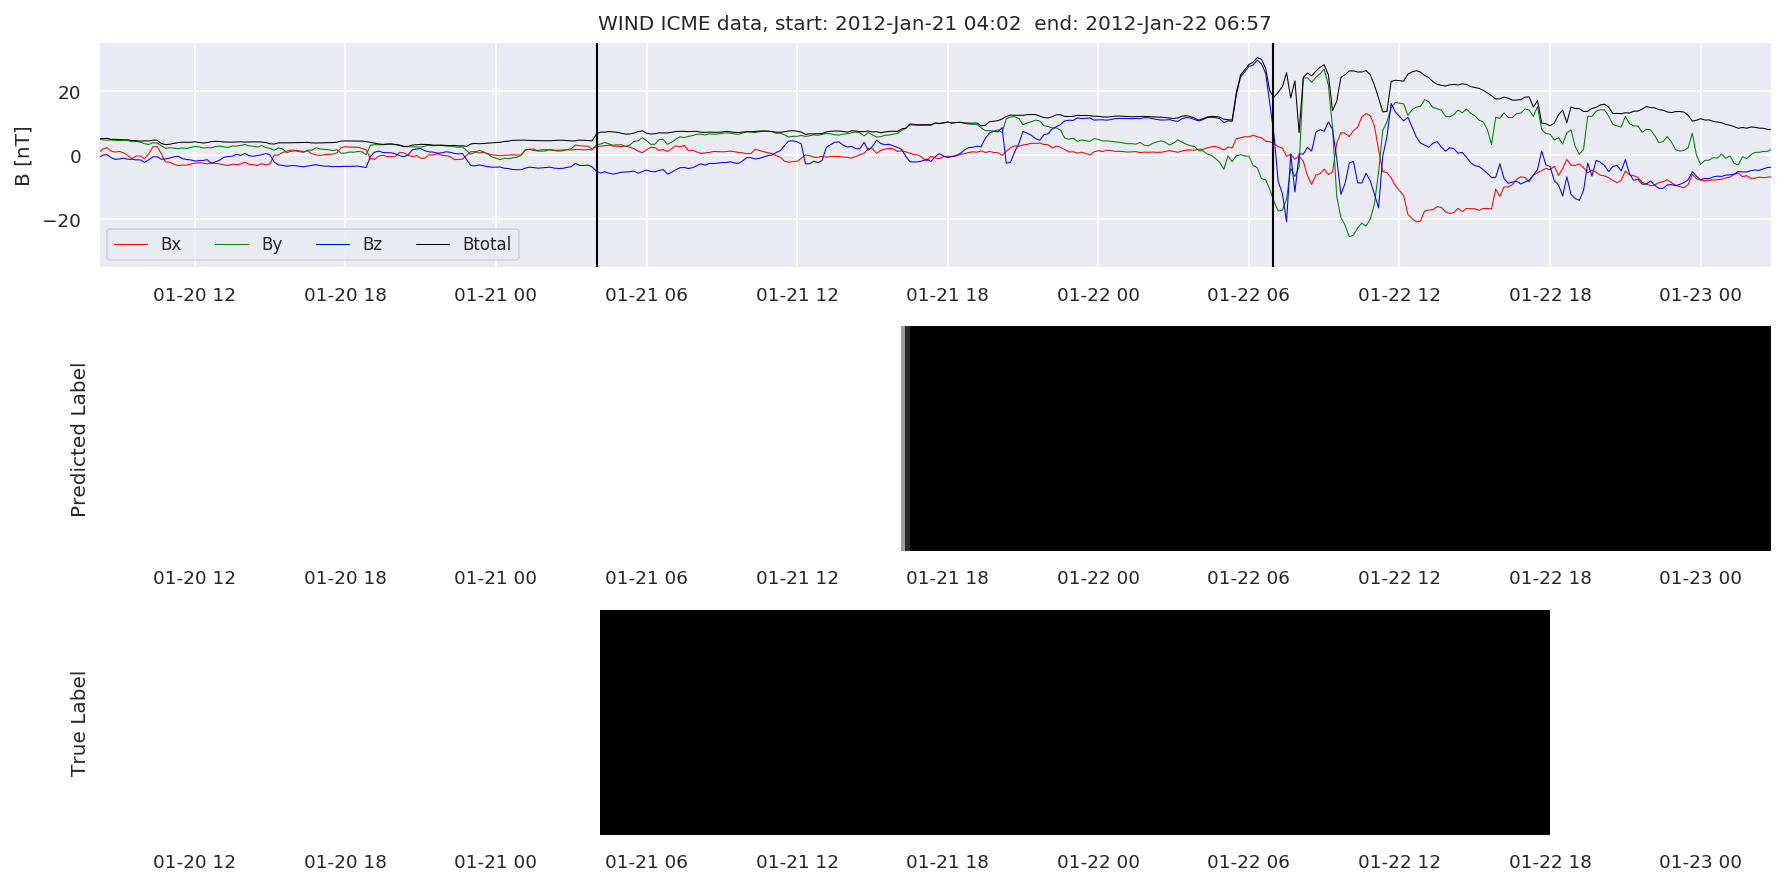 WIND ICME data, start: 2012-Jan-21 04:02  end: 2012-Jan-22 06:57
B [nT]
20
0
−20
Bx By Bz Btotal
01-20 12 01-20 18 01-21 00 01-21 06 01-21 12 01-21 18 01-22 00 01-22 06 01-22 12 01-22 18 01-23 00
Predicted Label
01-20 12 01-20 18 01-21 00 01-21 06 01-21 12 01-21 18 01-22 00 01-22 06 01-22 12 01-22 18 01-23 00
True Label
01-20 12 01-20 18 01-21 00 01-21 06 01-21 12 01-21 18 01-22 00 01-22 06 01-22 12 01-22 18 01-23 00